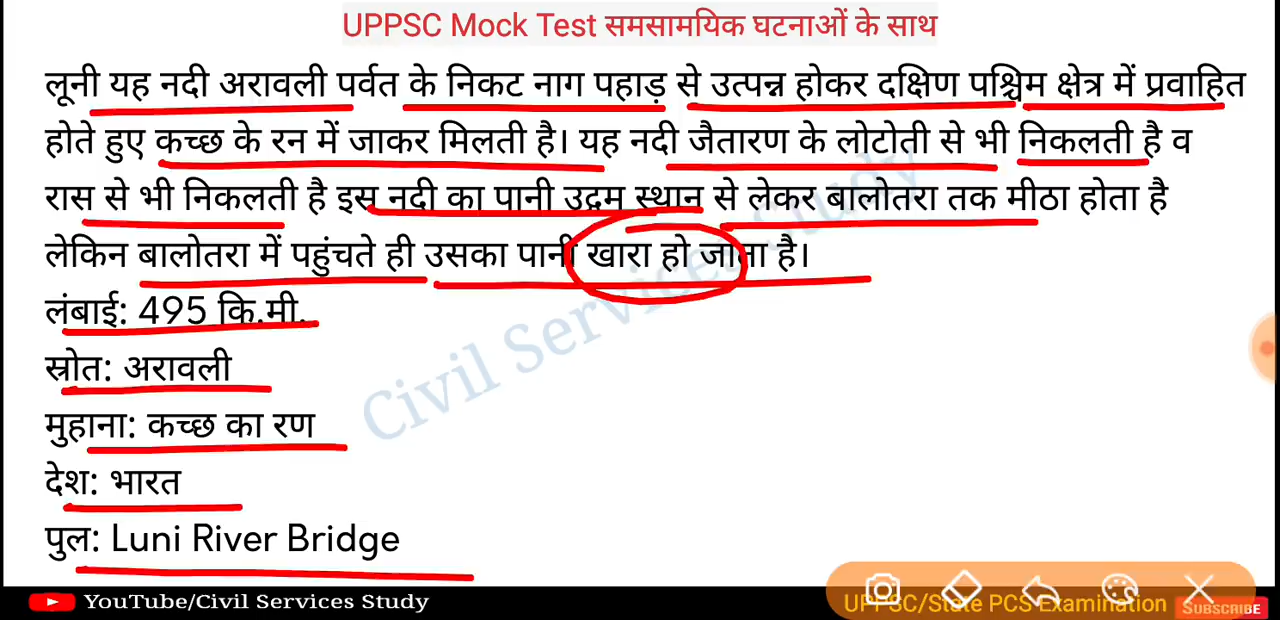 UPPSC Mock Test समसामयिक घटनाओं के साथ
लूनी यह नदी अरावली पर्वत के निकट नाग पहाड़ से उत्पन्न होकर दक्षिण पश्चिम क्षेत्र में प्रवाहित
होते हुए कच्छ के रन में जाकर मिलती है। यह नदी जैतारण के लोटोती से भी निकलती है व
रास से भी निकलती है इस नदी का पानी उद्गम स्थान से लेकर बालोतरा तक मीठा होता है
लेकिन बालोतरा में पहुंचते ही उसका पानी खारा हो जाता है।
लंबाई: 495 कि.मी.
स्रोत: अरावली
मुहाना: कच्छ का रण
देश: भारत
पुल: Luni River Bridge
Civil Services Study
YouTube/Civil Services Study
UPPSC/State PCS Examination
SUBSCRIBE